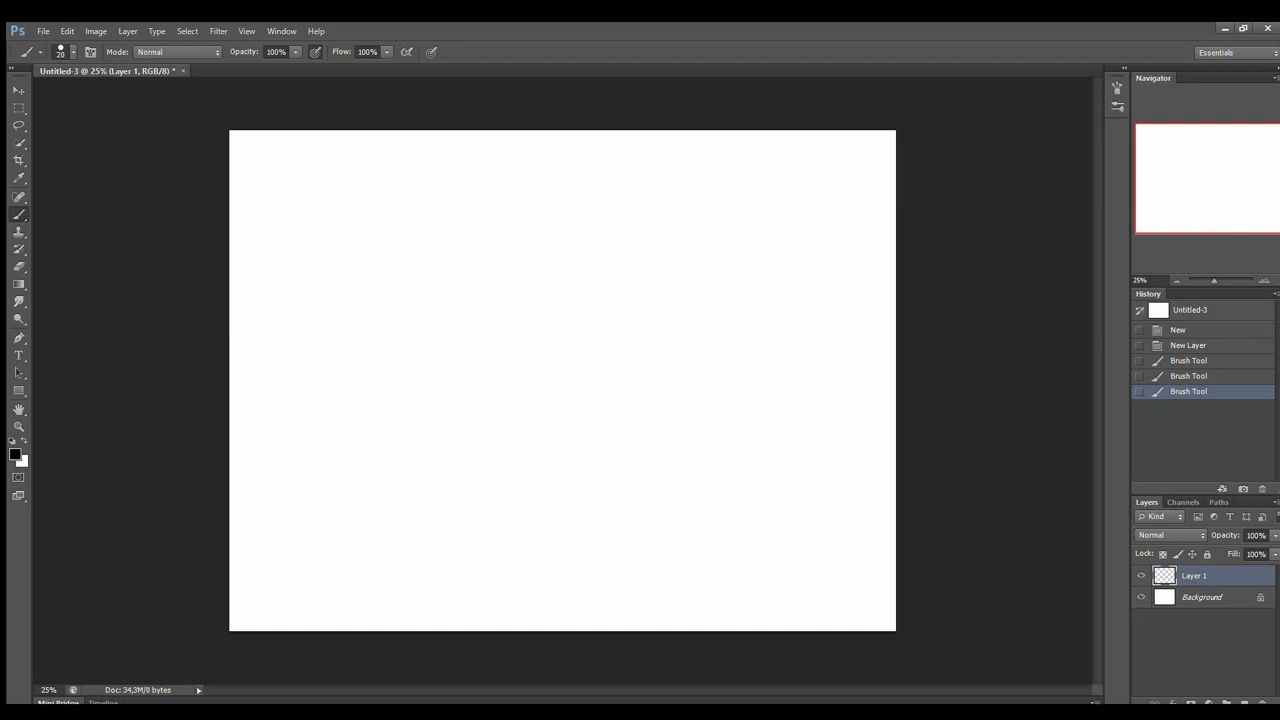 Ps File Edit Image Layer Type Select Filter View Window Help
20 Mode: Normal Opacity: 100% Flow: 100% Essentials
Untitled-3 @ 25% (Layer 1, RGB/8) * ×
Navigator
25%
History
Untitled-3
New
New Layer
Brush Tool
Brush Tool
Brush Tool
Layers Channels Paths
Kind
Normal Opacity: 100%
Lock: Fill: 100%
Layer 1
Background
25% Doc: 34,3M/0 bytes
Mini Bridge Timeline